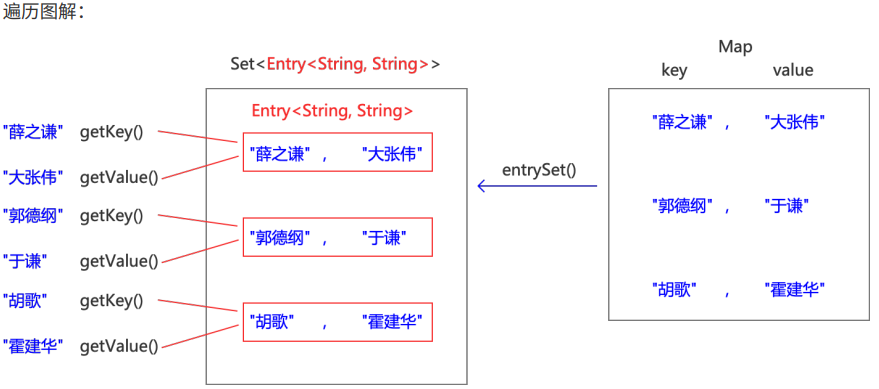 遍历图解：
Map
key value
Set<Entry<String, String>>
Entry<String, String>
"薛之谦" getKey()
"大张伟" getValue()
"郭德纲" getKey()
"于谦" getValue()
"胡歌" getKey()
"霍建华" getValue()
"薛之谦" , "大张伟"
"郭德纲" , "于谦"
"胡歌" , "霍建华"
entrySet()
"薛之谦" , "大张伟"
"郭德纲" , "于谦"
"胡歌" , "霍建华"